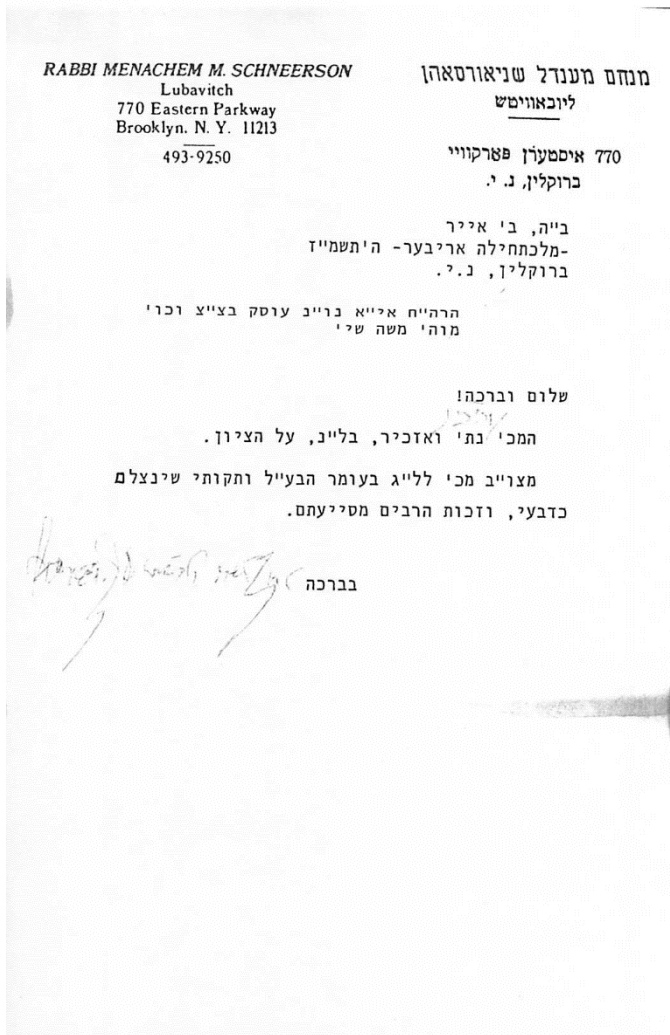 RABBI MENACHEM M. SCHNEERSON
Lubavitch
770 Eastern Parkway
Brooklyn. N. Y. 11213
493-9250
מנחם מענדל שניאורסאהן
ליובאוויטש
770 איסטערן פארקוויי
ברוקלין, נ. י.
ב"ה, ב' אייר
-מלכתחילה אריבער- ה'תשמ"ז
ברוקלין, נ.י.
הרה"ח אי"א נו"נ עוסק בצ"צ וכו'
מוה' משה שי'
שלום וברכה!
המכ' נת' ואזכיר, בל"נ, על הציון.
מצו"ב מכ' לל"ג בעומר הבע"ל ותקותי שינצלם
כדבעי, וזכות הרבים מסייעתם.
בברכה